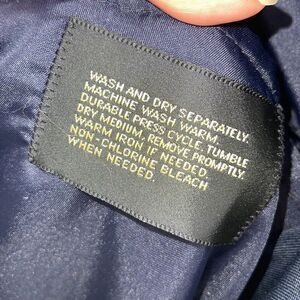 WASH AND DRY SEPARATELY.
MACHINE WASH WARM,
DURABLE PRESS CYCLE, TUMBLE
DRY MEDIUM, REMOVE PROMPTLY.
WARM IRON IF NEEDED.
NON-CHLORINE BLEACH
WHEN NEEDED.